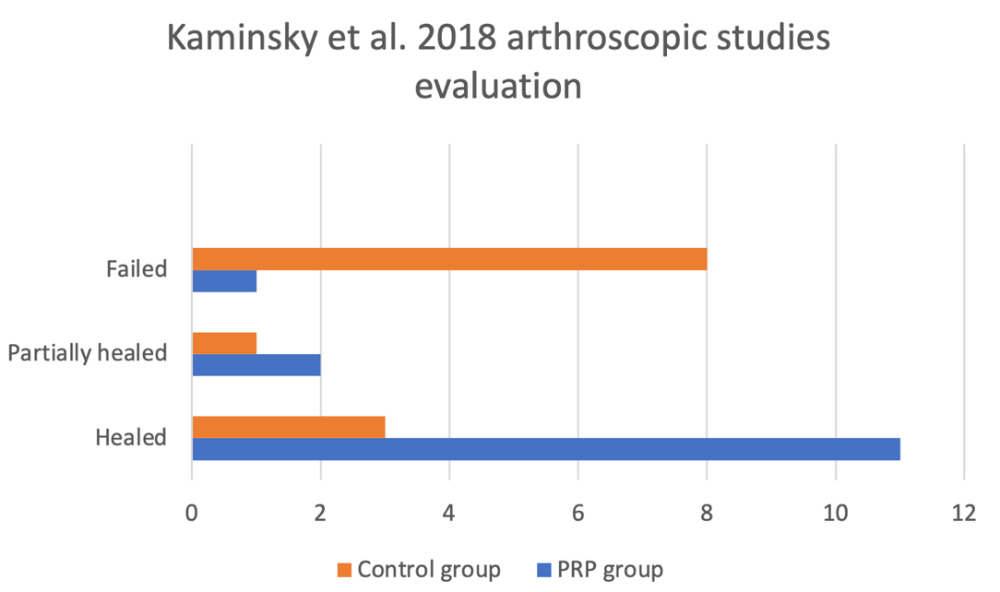 Kaminsky et al. 2018 arthroscopic studies
evaluation
Failed
Partially healed
Healed
0 2 4 6 8 10 12
Control group PRP group